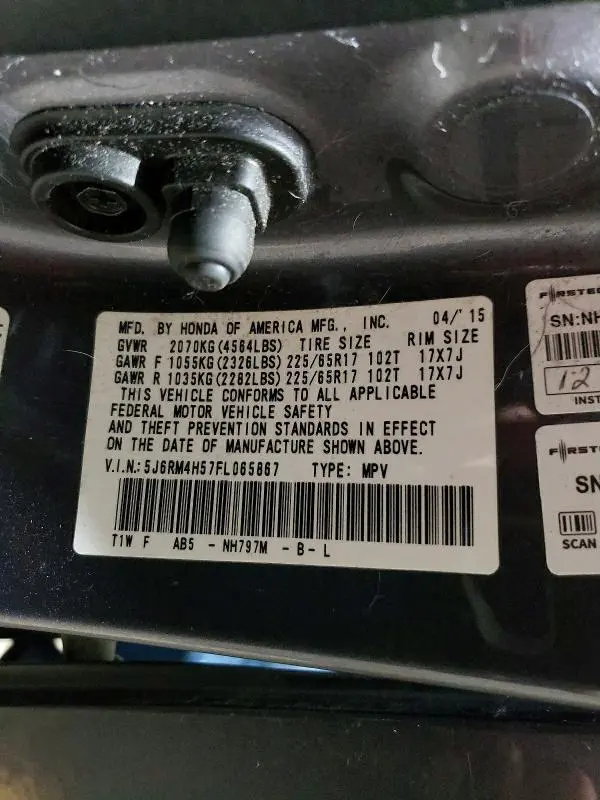 MFD. BY HONDA OF AMERICA MFG., INC. 04/'15
GVWR 2070KG(4564LBS) TIRE SIZE RIM SIZE
GAWR F 1055KG(2326LBS) 225/65R17 102T 17X7J
GAWR R 1035KG(2282LBS) 225/65R17 102T 17X7J
THIS VEHICLE CONFORMS TO ALL APPLICABLE
FEDERAL MOTOR VEHICLE SAFETY
AND THEFT PREVENTION STANDARDS IN EFFECT
ON THE DATE OF MANUFACTURE SHOWN ABOVE.
V.I.N.: 5J6RM4H57FL065867 TYPE: MPV
T1W F AB5 - NH797M - B - L
FIRSTEC
SN:NH
12
INST
FIRSTE
SN
SCAN